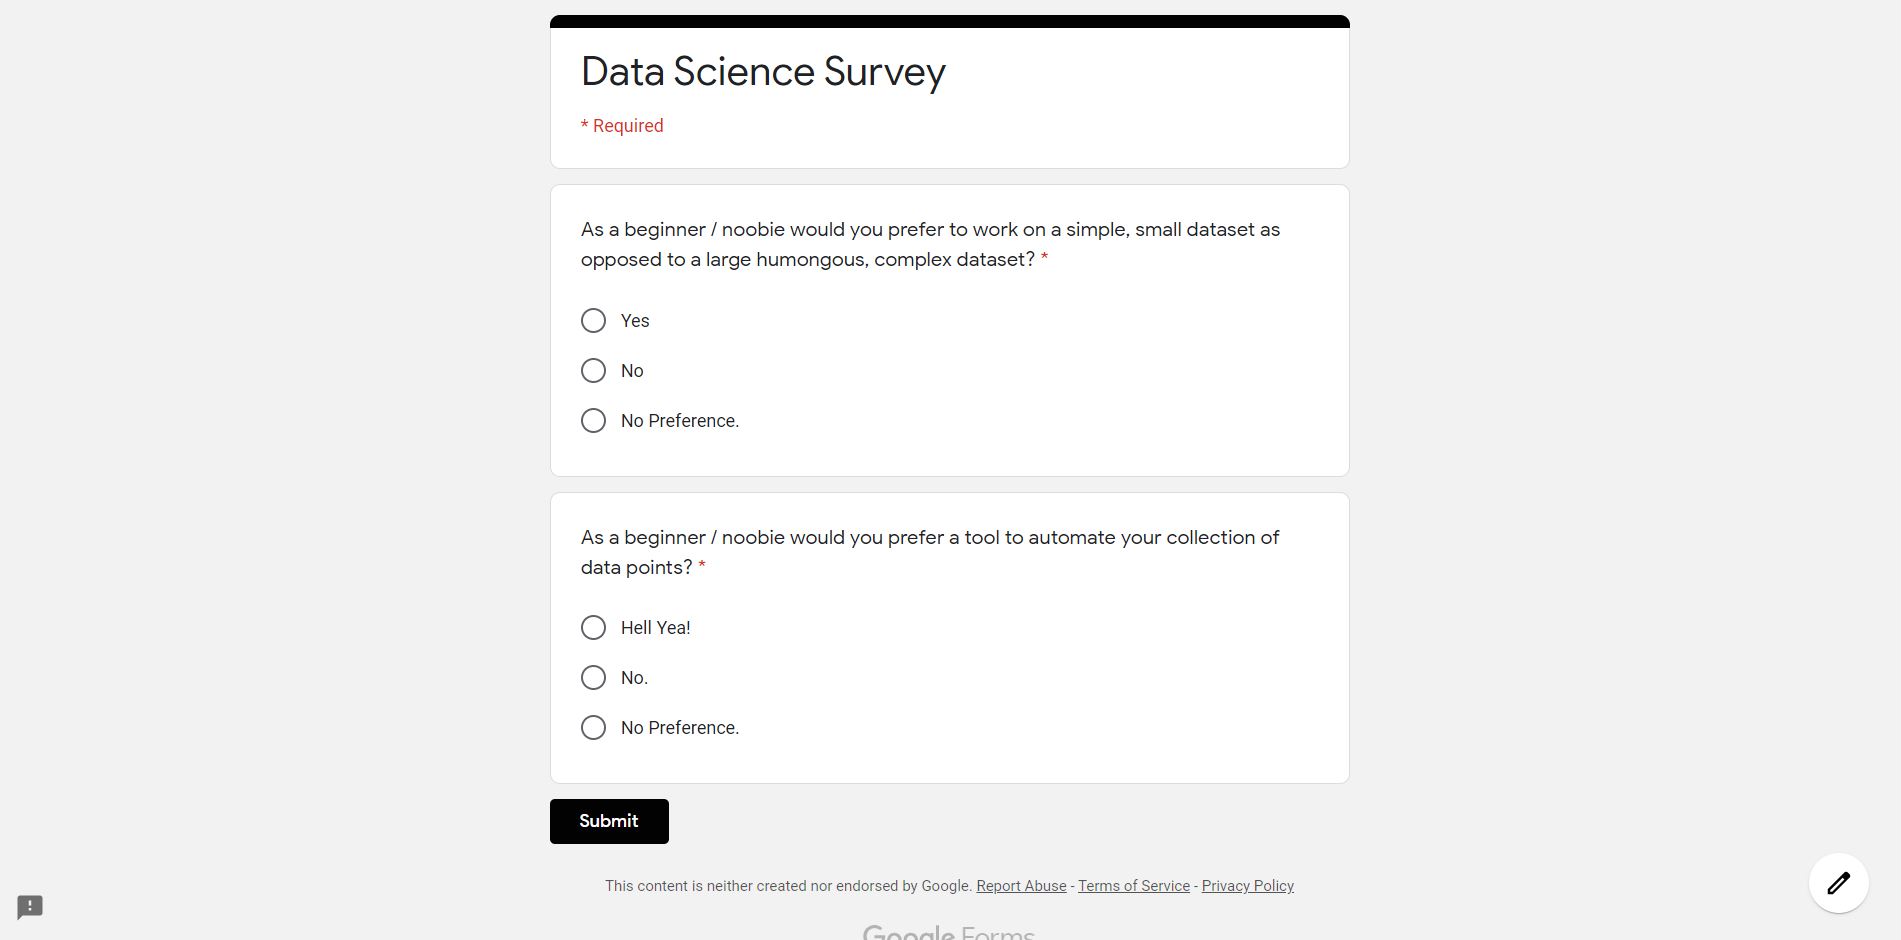 Data Science Survey
* Required
As a beginner / noobie would you prefer to work on a simple, small dataset as
opposed to a large humongous, complex dataset? *
Yes
No
No Preference.
As a beginner / noobie would you prefer a tool to automate your collection of
data points? *
Hell Yea!
No.
No Preference.
Submit
This content is neither created nor endorsed by Google. Report Abuse - Terms of Service - Privacy Policy
Google Forms